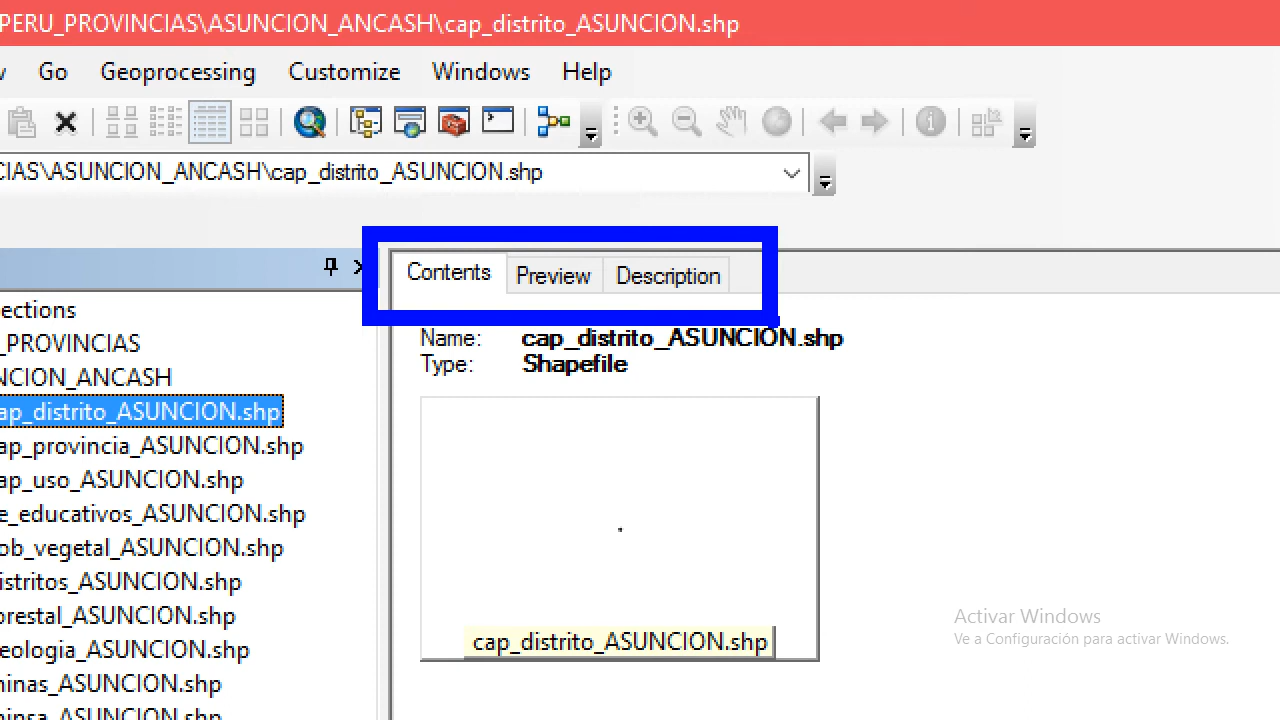 PERU_PROVINCIAS\ASUNCION_ANCASH\cap_distrito_ASUNCION.shp
Go Geoprocessing Customize Windows Help
CIAS\ASUNCION_ANCASH\cap_distrito_ASUNCION.shp
Contents Preview Description
ections
_PROVINCIAS
NCION_ANCASH
ap_distrito_ASUNCION.shp
ap_provincia_ASUNCION.shp
ap_uso_ASUNCION.shp
e_educativos_ASUNCION.shp
ob_vegetal_ASUNCION.shp
istritos_ASUNCION.shp
orestal_ASUNCION.shp
eologia_ASUNCION.shp
ninas_ASUNCION.shp
ninsa_ASUNCION.shp
Name: cap_distrito_ASUNCION.shp
Type: Shapefile
cap_distrito_ASUNCION.shp
Activar Windows
Ve a Configuración para activar Windows.